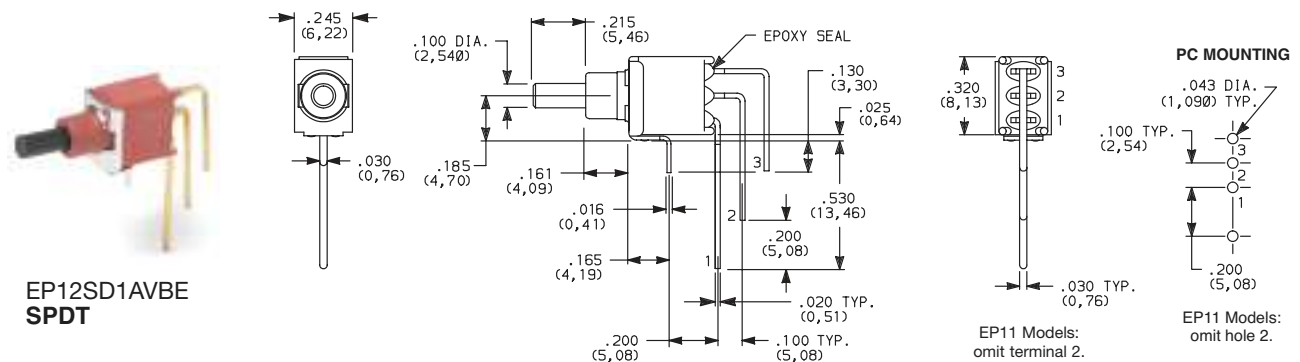 EP12SD1AVBE
SPDT
.245
(6,22)
.030
(0,76)
.215
(5,46)
.100 DIA.
(2,54Ø)
EPOXY SEAL
.130
(3,30)
.025
(0,64)
.185
(4,70)
.161
(4,09)
.016
(0,41)
.165
(4,19)
.200
(5,08)
3
2
1
.530
(13,46)
.200
(5,08)
.020 TYP.
(0,51)
.100 TYP.
(5,08)
.320
(8,13)
3
2
1
.030 TYP.
(0,76)
EP11 Models:
omit terminal 2.
PC MOUNTING
.043 DIA.
(1,09Ø) TYP.
.100 TYP.
(2,54)
3
2
1
.200
(5,08)
EP11 Models:
omit hole 2.